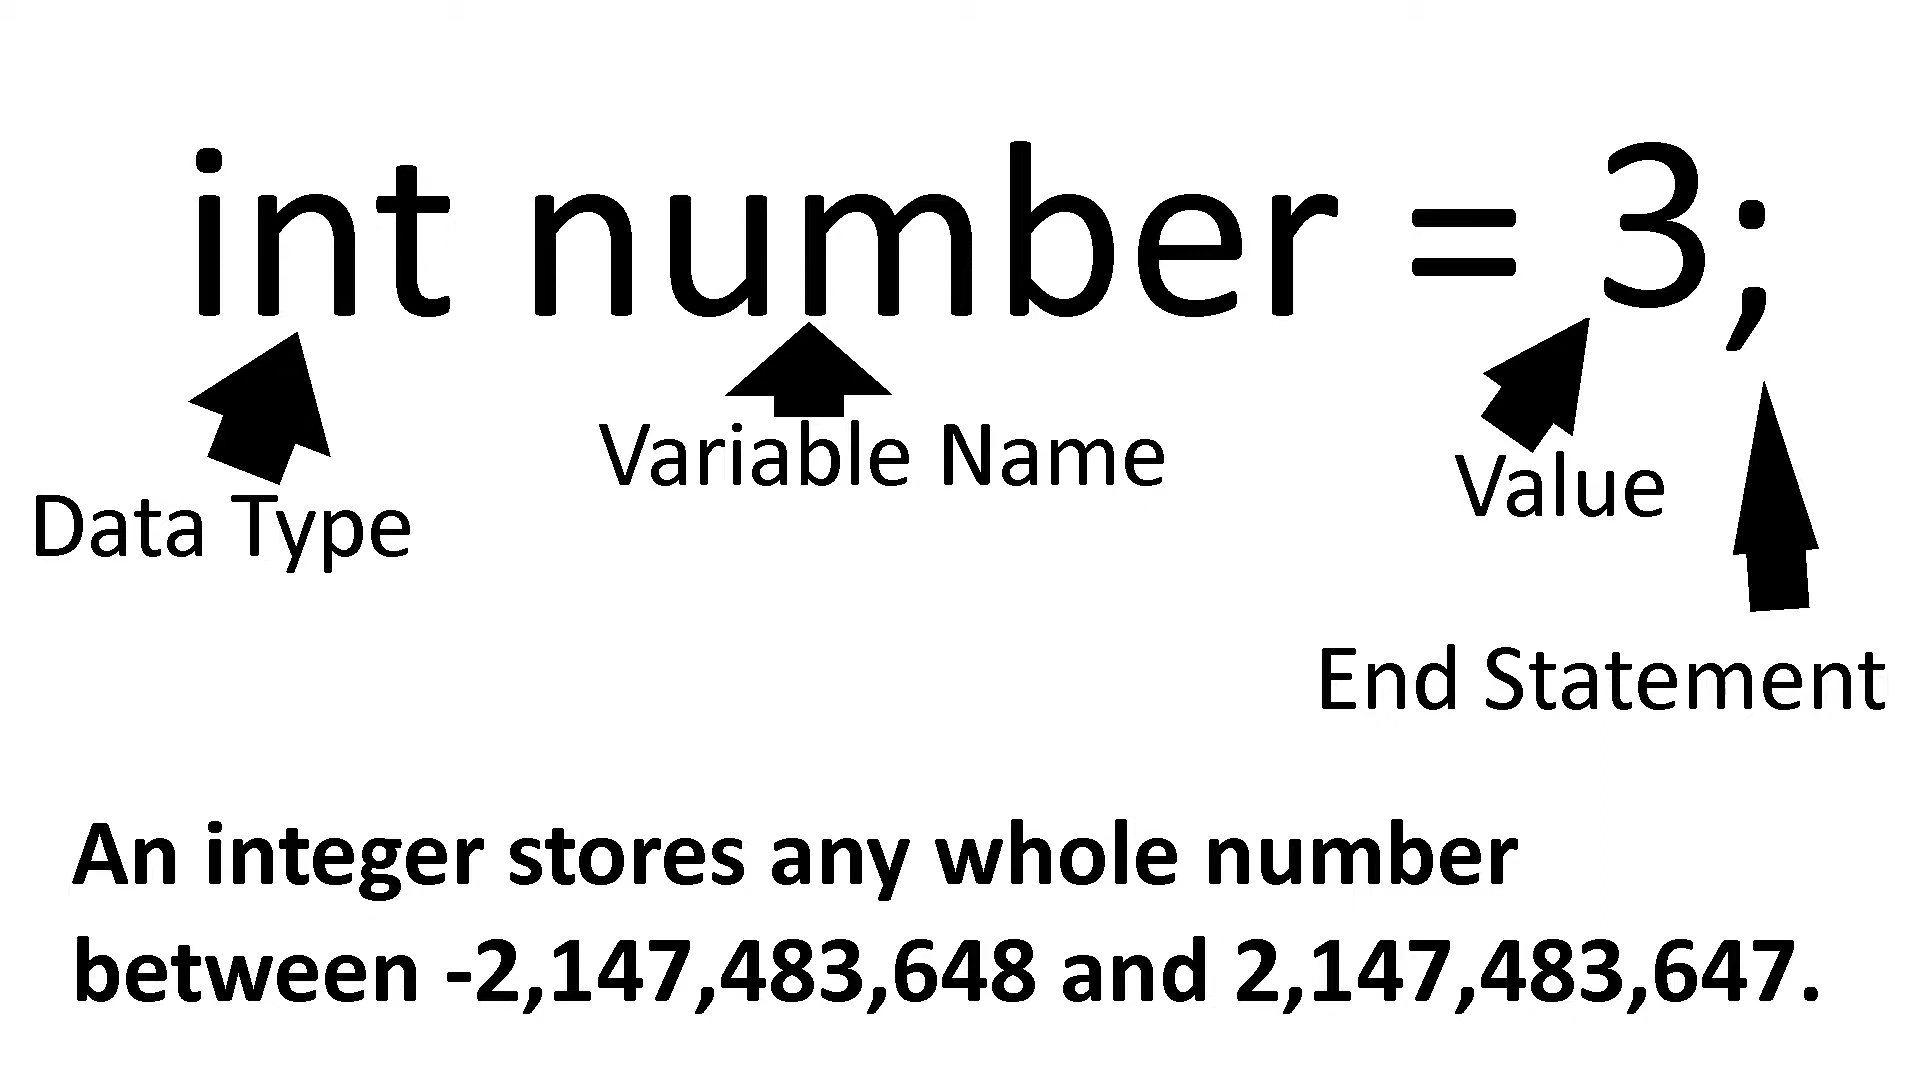 int number = 3;
Variable Name
Value
Data Type
End Statement
An integer stores any whole number
between -2,147,483,648 and 2,147,483,647.